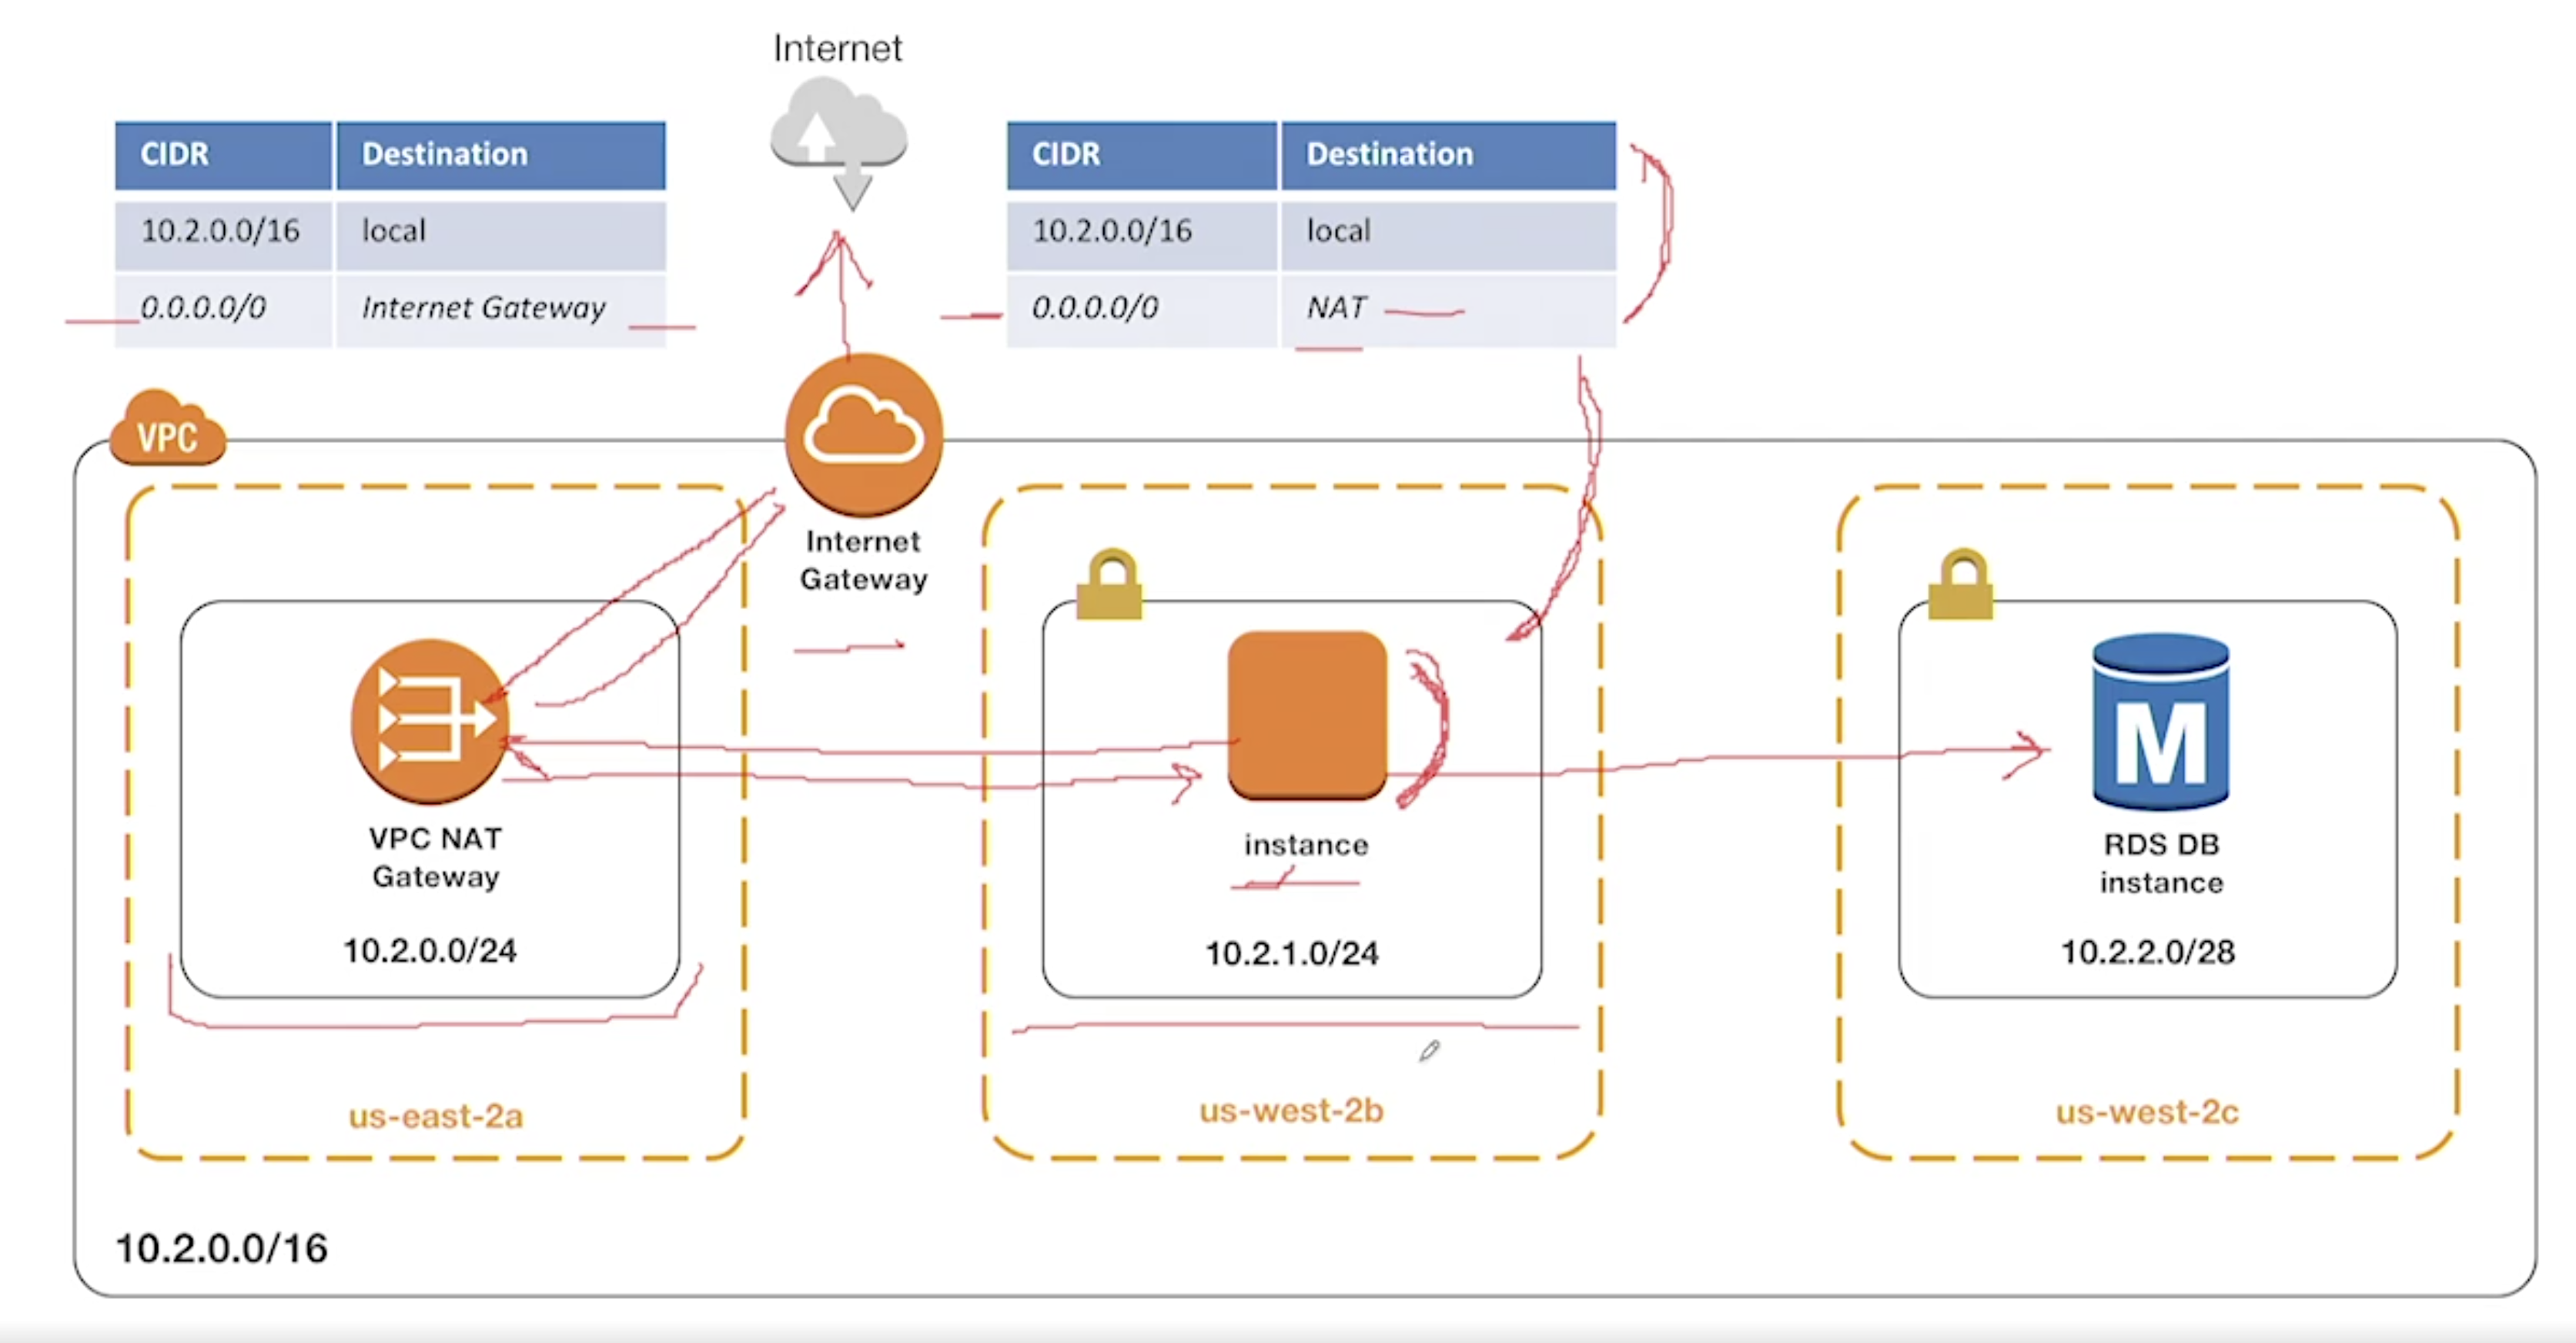 Internet
CIDR Destination
10.2.0.0/16 local
0.0.0.0/0 Internet Gateway
CIDR Destination
10.2.0.0/16 local
0.0.0.0/0 NAT
VPC
Internet
Gateway
VPC NAT
Gateway
10.2.0.0/24
us-east-2a
instance
10.2.1.0/24
us-west-2b
M
RDS DB
instance
10.2.2.0/28
us-west-2c
10.2.0.0/16